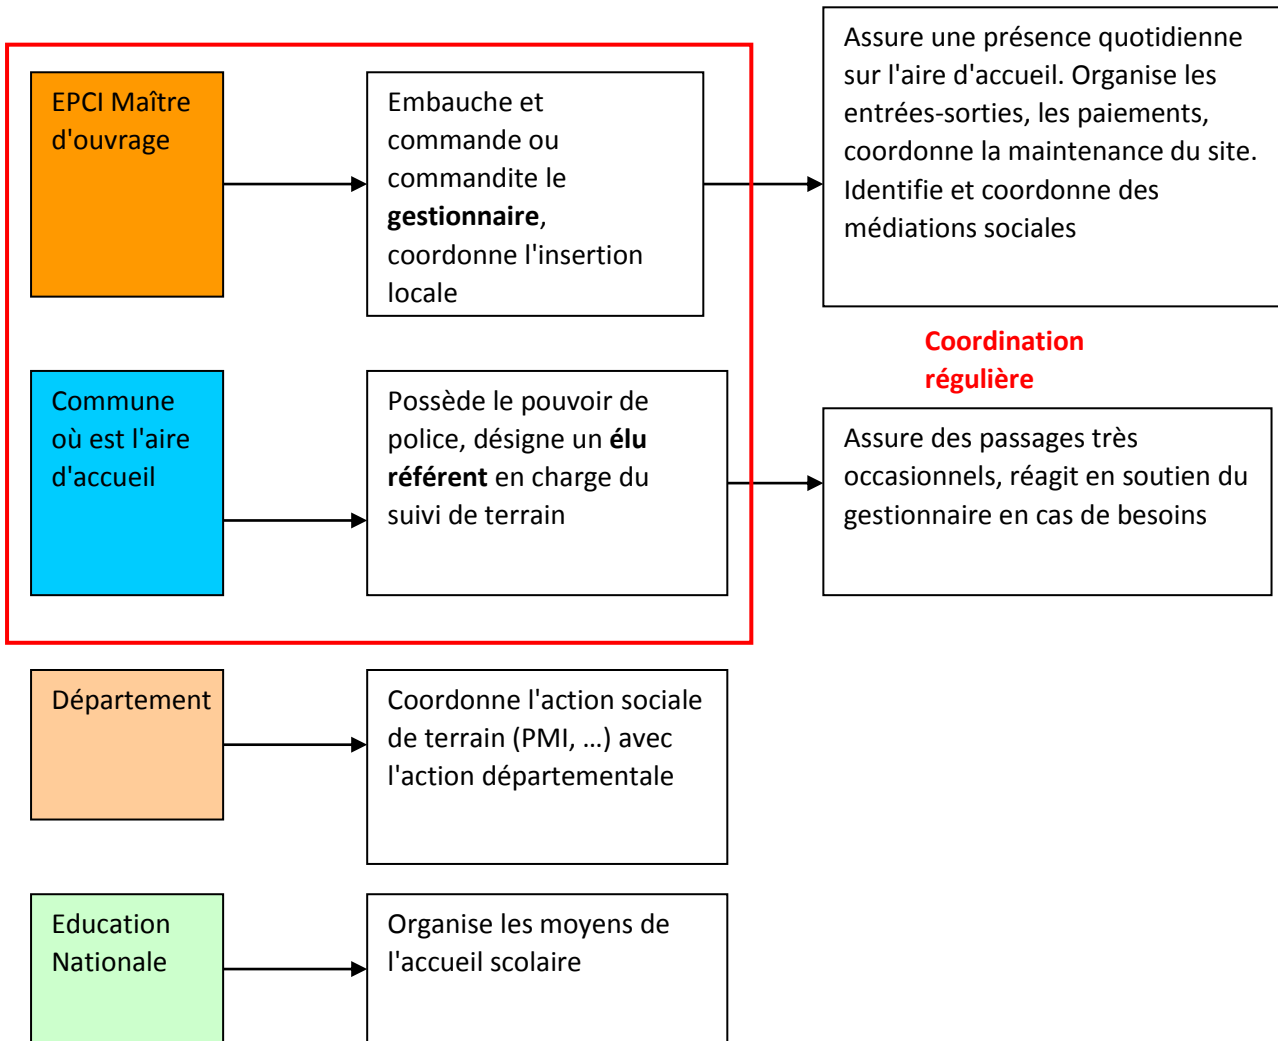 EPCI Maître
d'ouvrage
Embauche et
commande ou
commandite le
gestionnaire,
coordonne l'insertion
locale
Assure une présence quotidienne
sur l'aire d'accueil. Organise les
entrées-sorties, les paiements,
coordonne la maintenance du site.
Identifie et coordonne des
médiations sociales
Coordination
régulière
Commune
où est l'aire
d'accueil
Possède le pouvoir de
police, désigne un élu
référent en charge du
suivi de terrain
Assure des passages très
occasionnels, réagit en soutien du
gestionnaire en cas de besoins
Département
Coordonne l'action sociale
de terrain (PMI, ...) avec
l'action départementale
Education
Nationale
Organise les moyens de
l'accueil scolaire